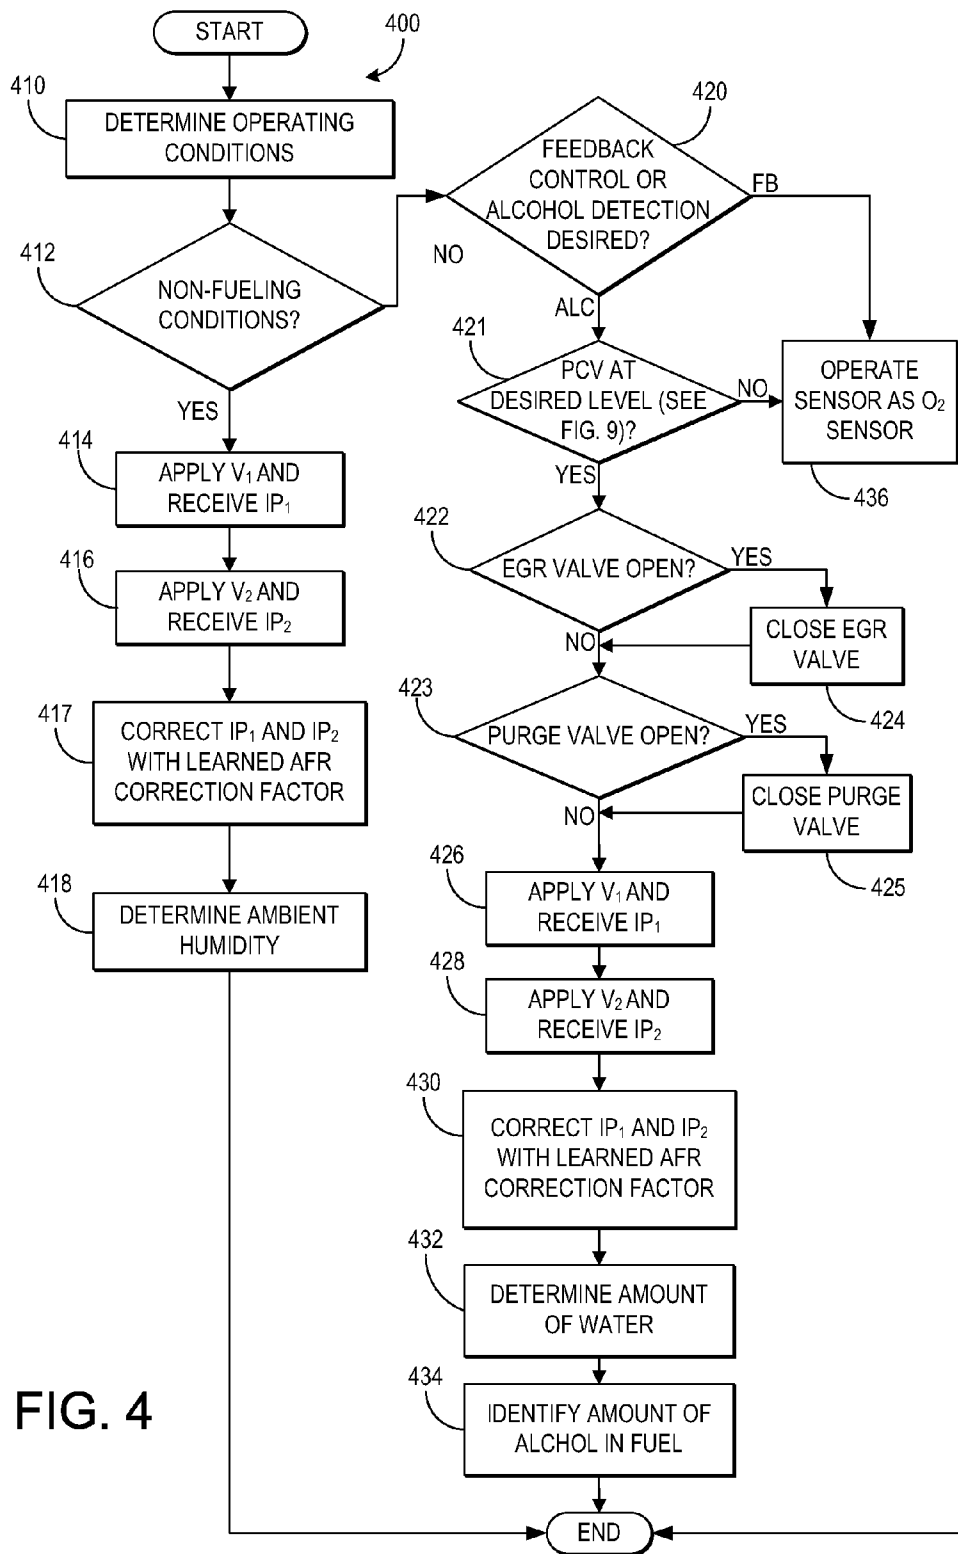 START
400
410
DETERMINE OPERATING
CONDITIONS
412
NON-FUELING
CONDITIONS?
NO
YES
414
APPLY V₁ AND
RECEIVE IP₁
416
APPLY V₂ AND
RECEIVE IP₂
417
CORRECT IP₁ AND IP₂
WITH LEARNED AFR
CORRECTION FACTOR
418
DETERMINE AMBIENT
HUMIDITY
420
FEEDBACK
CONTROL OR
ALCOHOL DETECTION
DESIRED?
FB
ALC
421
PCV AT
DESIRED LEVEL (SEE
FIG. 9)?
NO
YES
OPERATE
SENSOR AS O₂
SENSOR
436
422
EGR VALVE OPEN?
YES
NO
CLOSE EGR
VALVE
424
423
PURGE VALVE OPEN?
YES
NO
CLOSE PURGE
VALVE
425
426
APPLY V₁ AND
RECEIVE IP₁
428
APPLY V₂ AND
RECEIVE IP₂
430
CORRECT IP₁ AND IP₂
WITH LEARNED AFR
CORRECTION FACTOR
432
DETERMINE AMOUNT
OF WATER
434
IDENTIFY AMOUNT OF
ALCHOL IN FUEL
END
FIG. 4